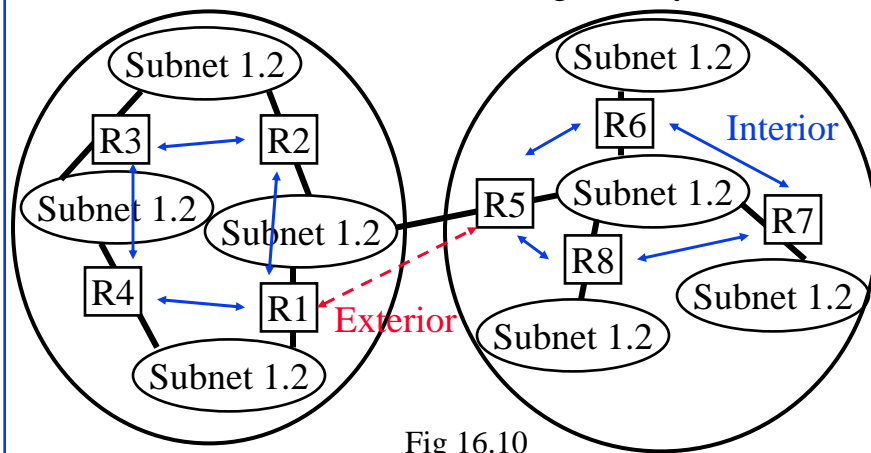 Subnet 1.2
Subnet 1.2
R3
R2
R6
Interior
Subnet 1.2
Subnet 1.2
R5
Subnet 1.2
R7
R4
R1
R8
Exterior
Subnet 1.2
Subnet 1.2
Subnet 1.2
Fig 16.10